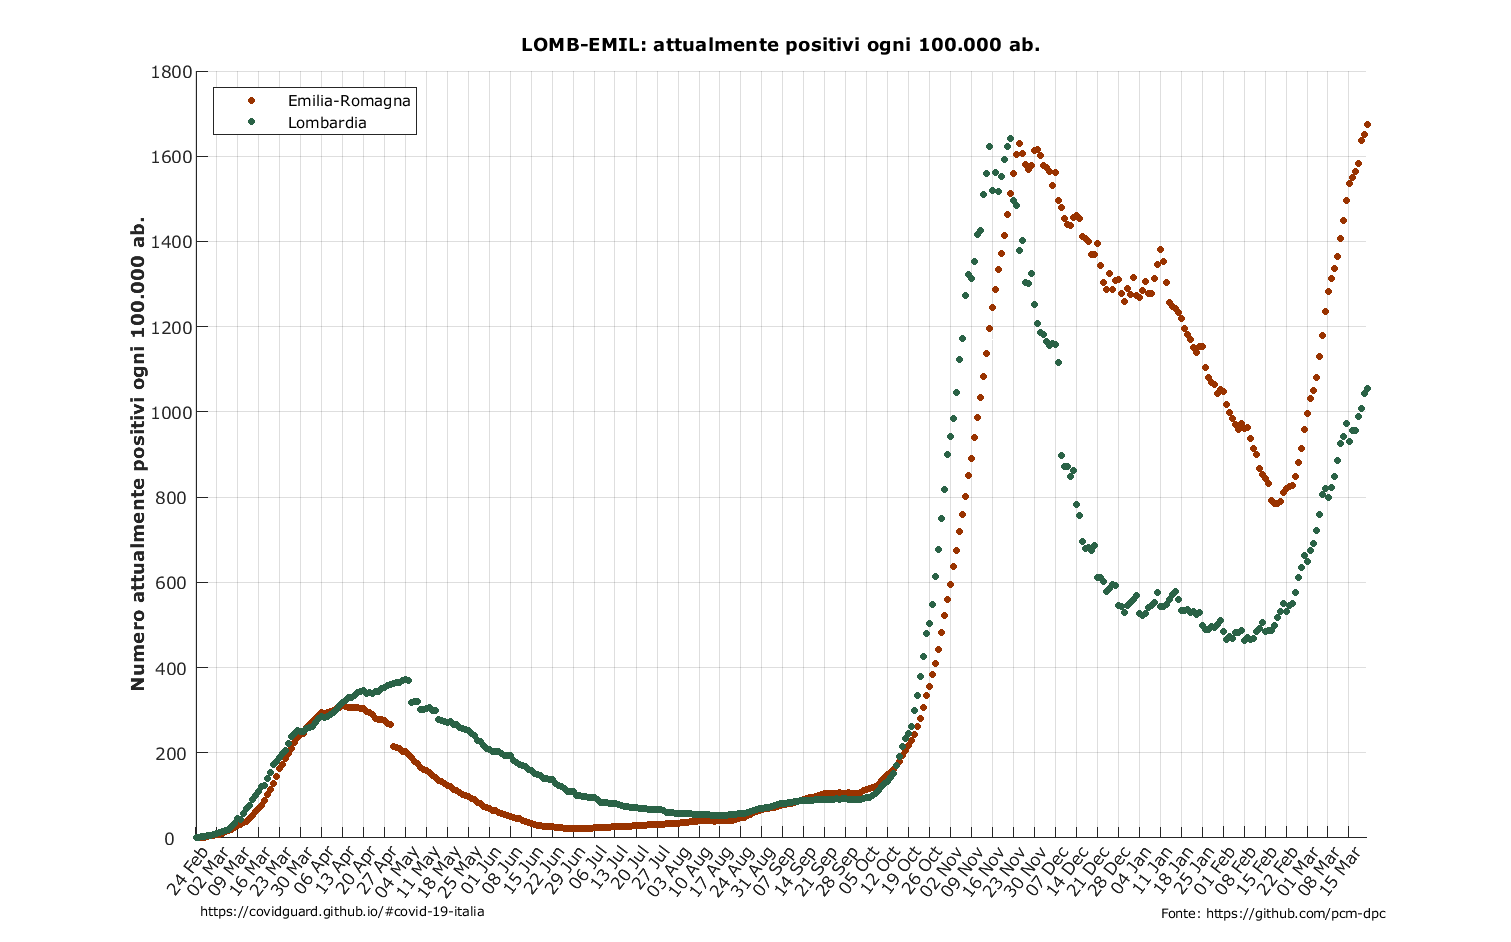 LOMB-EMIL: attualmente positivi ogni 100.000 ab.
Emilia-Romagna
Lombardia
Numero attualmente positivi ogni 100.000 ab.
1800
1600
1400
1200
1000
800
600
400
200
0
24 Feb
02 Mar
09 Mar
16 Mar
23 Mar
30 Mar
06 Apr
13 Apr
20 Apr
27 Apr
04 May
11 May
18 May
25 May
01 Jun
08 Jun
15 Jun
22 Jun
29 Jun
06 Jul
13 Jul
20 Jul
27 Jul
03 Aug
10 Aug
17 Aug
24 Aug
31 Aug
07 Sep
14 Sep
21 Sep
28 Sep
05 Oct
12 Oct
19 Oct
26 Oct
02 Nov
09 Nov
16 Nov
23 Nov
30 Nov
07 Dec
14 Dec
21 Dec
28 Dec
04 Jan
11 Jan
18 Jan
25 Jan
01 Feb
08 Feb
15 Feb
22 Feb
01 Mar
08 Mar
15 Mar
https://covidguard.github.io/#covid-19-italia
Fonte: https://github.com/pcm-dpc